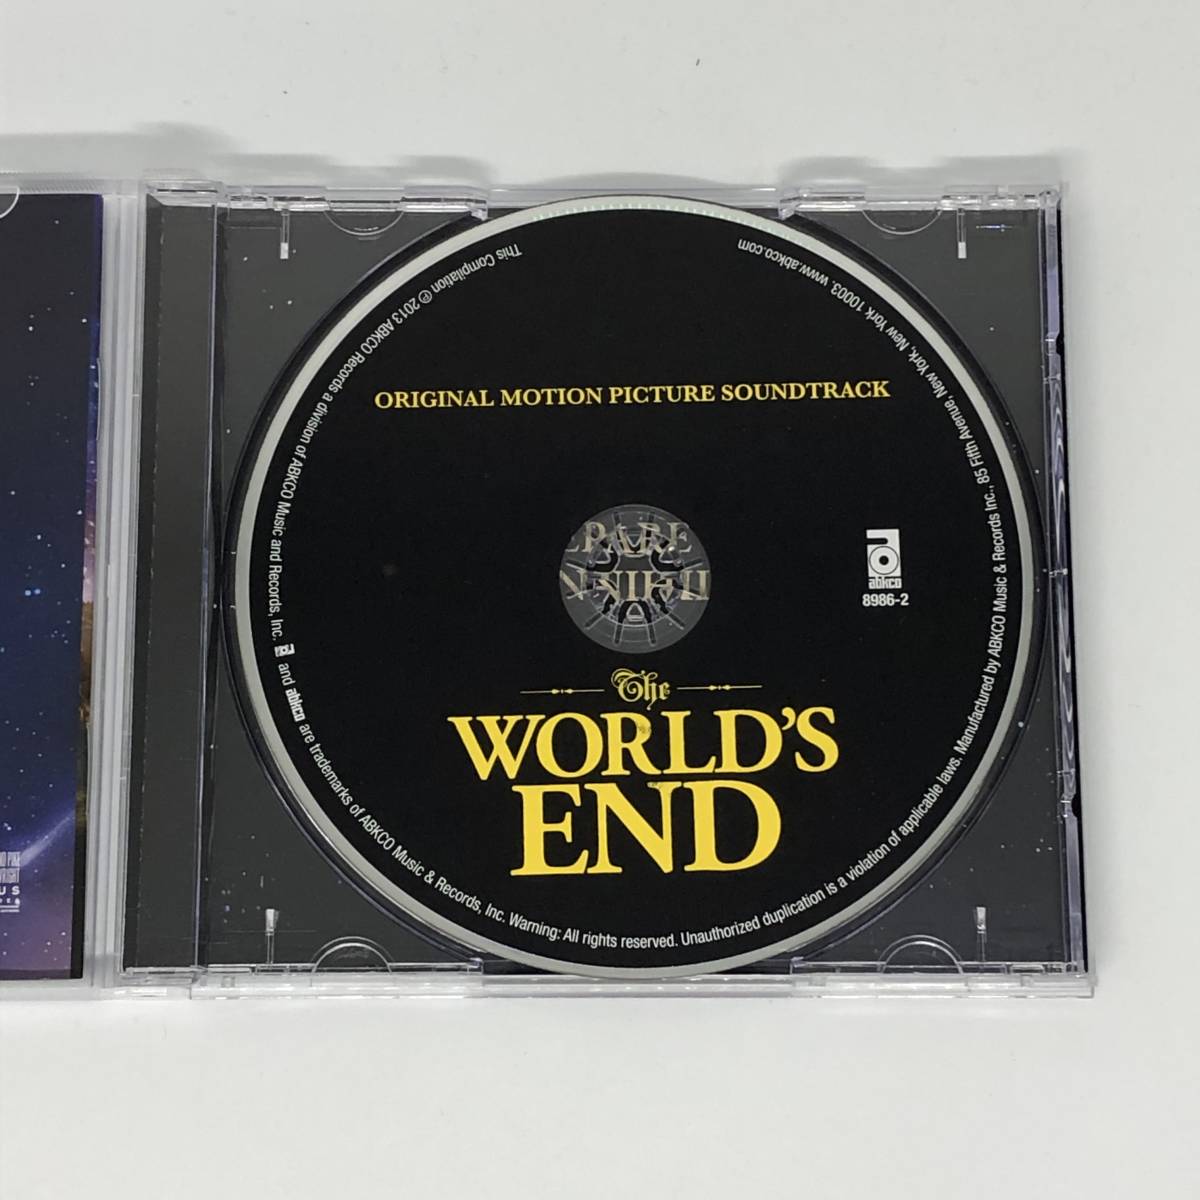 ORIGINAL MOTION PICTURE SOUNDTRACK
abkco
8986-2
The
WORLD'S
END
This Compilation ℗ 2013 ABKCO Records a division of ABKCO Music and Records, Inc. and abkco are trademarks of ABKCO Music & Records, Inc. Warning: All rights reserved. Unauthorized duplication is a violation of applicable laws. Manufactured by ABKCO Music & Records Inc., 85 Fifth Avenue, New York, New York 10003. www.abkco.com